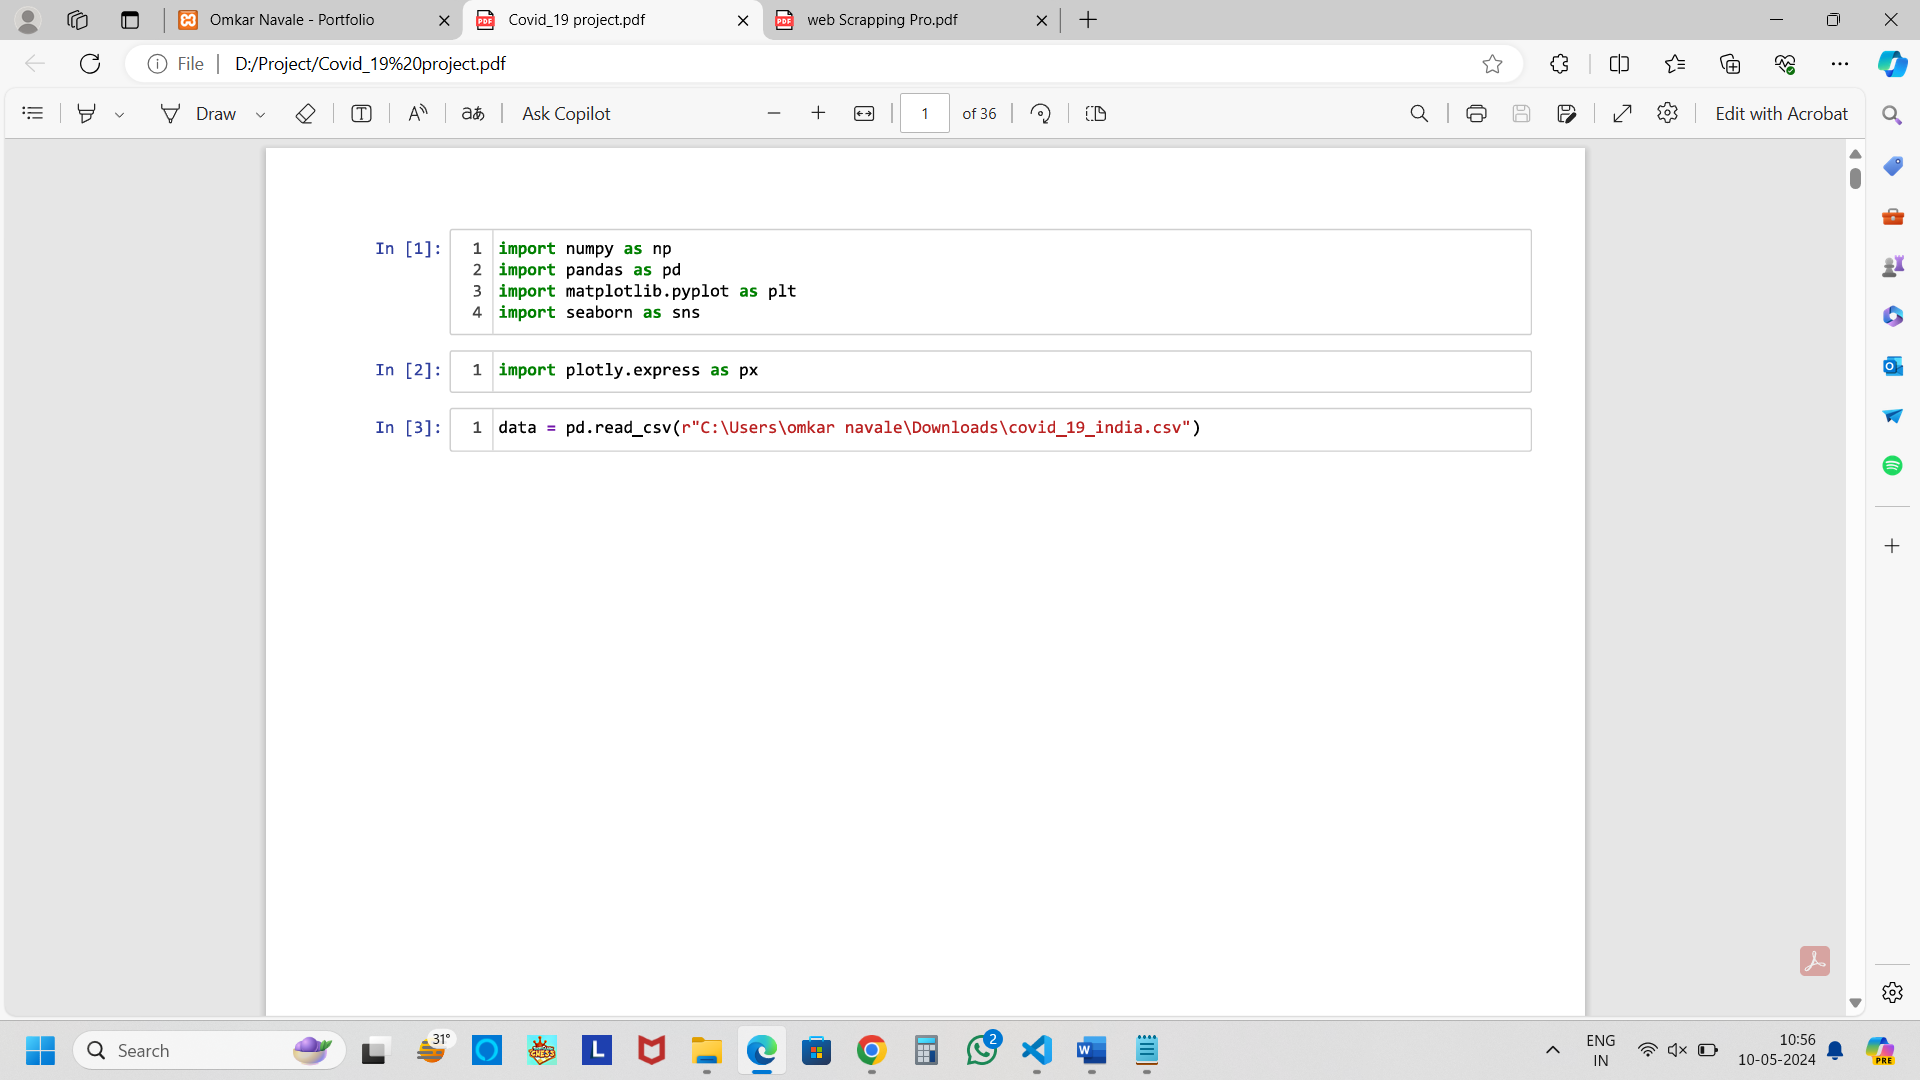 Omkar Navale - Portfolio
Covid_19 project.pdf
web Scrapping Pro.pdf
File
D:/Project/Covid_19%20project.pdf
Draw
aあ
Ask Copilot
1 of 36
Edit with Acrobat
In [1]:
1 import numpy as np
2 import pandas as pd
3 import matplotlib.pyplot as plt
4 import seaborn as sns
In [2]:
1 import plotly.express as px
In [3]:
1 data = pd.read_csv(r"C:\Users\omkar navale\Downloads\covid_19_india.csv")
Search
31°
CHESS
L
2
W
ENG
IN
10:56
10-05-2024
PRE